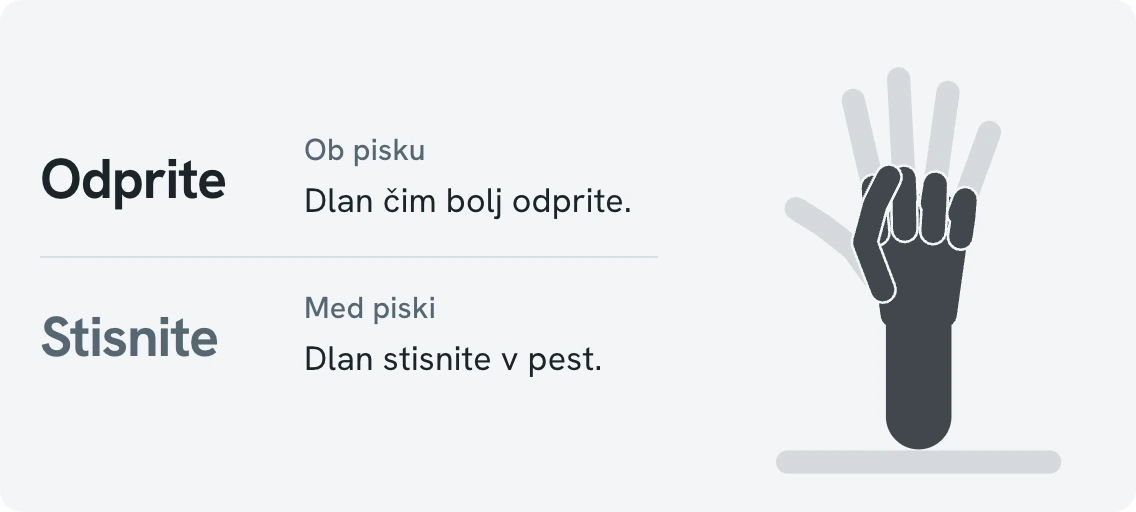 Odprite
Ob pisku
Dlan čim bolj odprite.
Stisnite
Med piski
Dlan stisnite v pest.